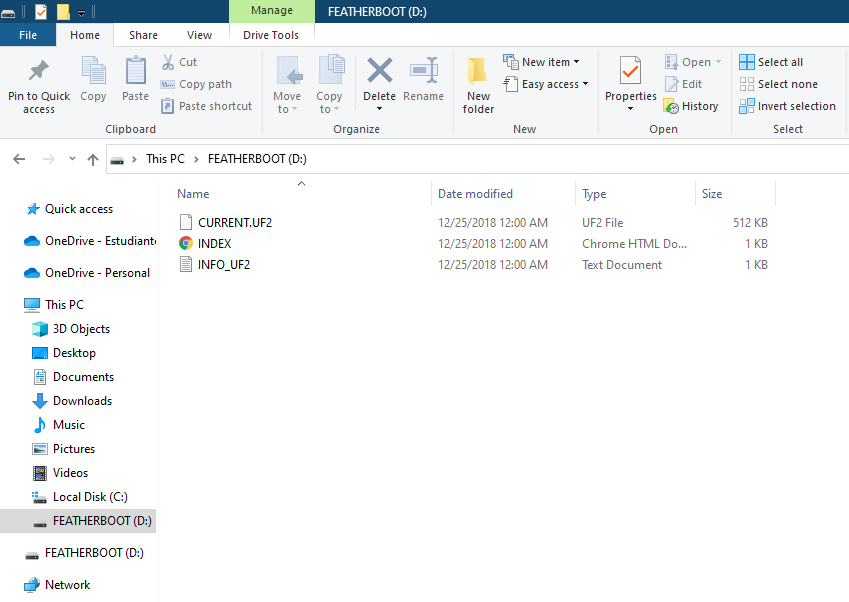 Manage
FEATHERBOOT (D:)
File
Home
Share
View
Drive Tools
Pin to Quick
access
Copy
Paste
Cut
Copy path
Paste shortcut
Clipboard
Move
to
Copy
to
Delete
Rename
Organize
New
folder
New item
Easy access
New
Properties
Open
Edit
History
Open
Select all
Select none
Invert selection
Select
This PC
FEATHERBOOT (D:)
Name
Date modified
Type
Size
CURRENT.UF2
12/25/2018 12:00 AM
UF2 File
512 KB
INDEX
12/25/2018 12:00 AM
Chrome HTML Do...
1 KB
INFO_UF2
12/25/2018 12:00 AM
Text Document
1 KB
Quick access
OneDrive - Estudiante
OneDrive - Personal
This PC
3D Objects
Desktop
Documents
Downloads
Music
Pictures
Videos
Local Disk (C:)
FEATHERBOOT (D:)
FEATHERBOOT (D:)
Network